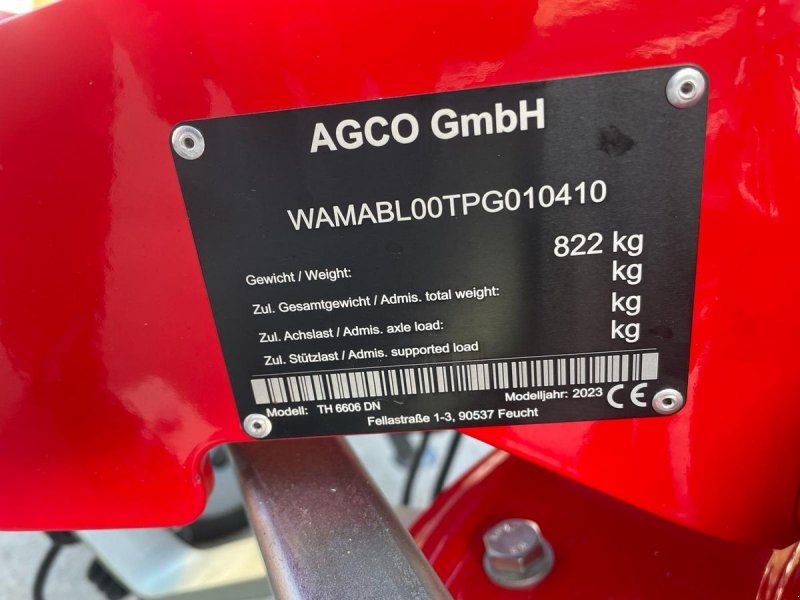 AGCO GmbH
WAMABL00TPG010410
Gewicht / Weight: 822 kg
Zul. Gesamtgewicht / Admis. total weight: kg
Zul. Achslast / Admis. axle load: kg
Zul. Stützlast / Admis. supported load kg
Modell: TH 6606 DN Modelljahr: 2023 CE
Fellastraße 1-3, 90537 Feucht